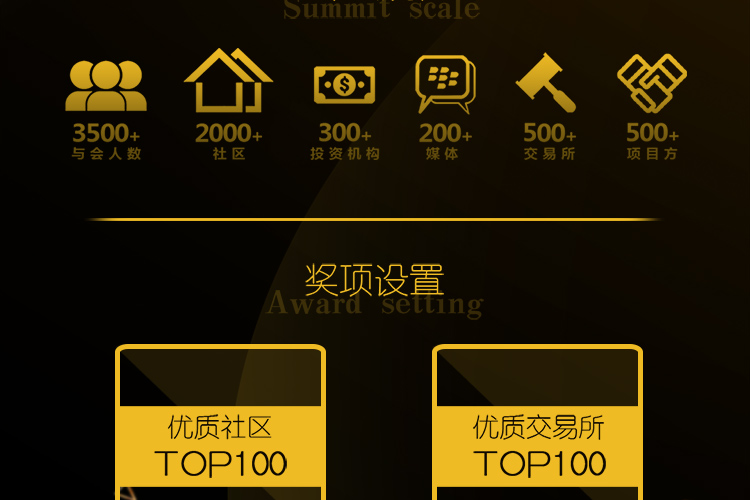 Summit scale
3500+ 2000+ 300+ 200+ 500+ 500+
与会人数 社区 投资机构 媒体 交易所 项目方
奖项设置
Award setting
优质社区 优质交易所
TOP100 TOP100